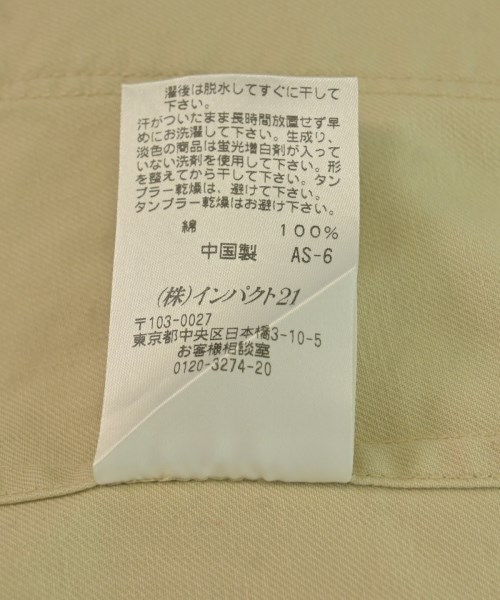 濯後は脱水してすぐに干して
下さい。
汗がついたまま長時間放置せず早
めにお洗濯して下さい。生成り、
淡色の商品は蛍光増白剤が入って
いない洗剤を使用して下さい。形
を整えてから干して下さい。タン
ブラー乾燥は、避けて下さい。
タンブラー乾燥はお避け下さい。
綿 100%
中国製 AS-6
(株)インパクト21
〒103-0027
東京都中央区日本橋3-10-5
お客様相談室
0120-3274-20